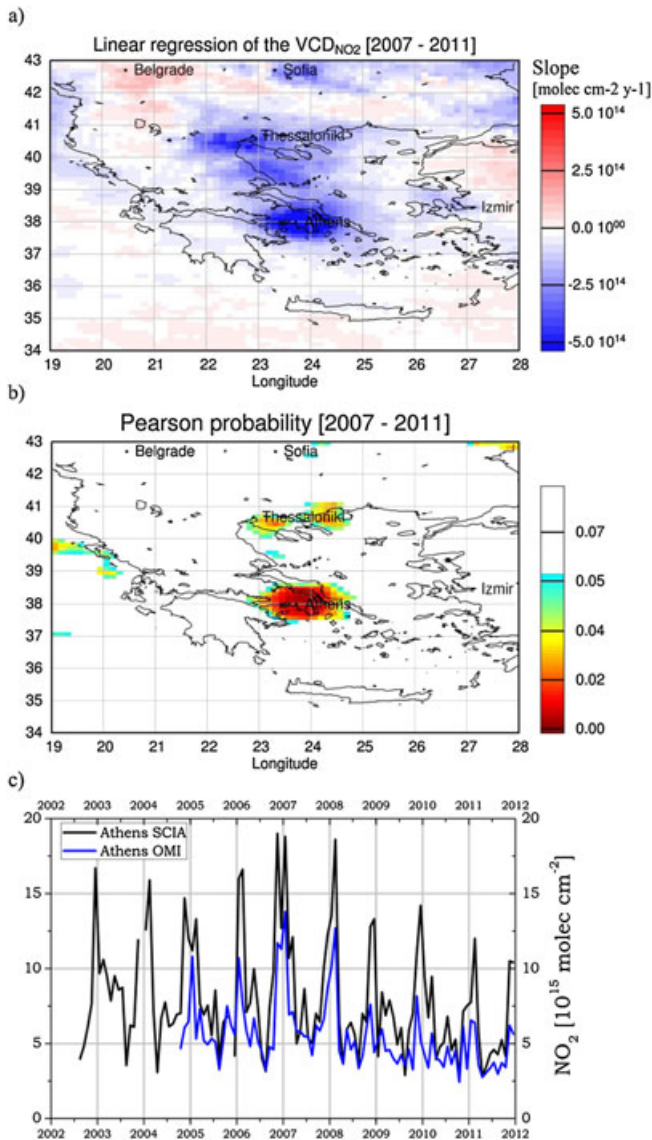 a)
Linear regression of the VCD_NO2 [2007 - 2011]
Slope
[molec cm-2 y-1]
43
42
41
40
39
38
37
36
35
34
Belgrade
Sofia
Thessaloniki
Izmir
Athens
5.0 10^14
2.5 10^14
0.0 10^00
-2.5 10^14
-5.0 10^14
19 20 21 22 23 24 25 26 27 28
Longitude
b)
Pearson probability [2007 - 2011]
43
42
41
40
39
38
37
36
35
34
Belgrade
Sofia
Thessaloniki
Izmir
Athens
0.07
0.05
0.04
0.02
0.00
19 20 21 22 23 24 25 26 27 28
Longitude
c)
2002 2003 2004 2005 2006 2007 2008 2009 2010 2011 2012
20
15
10
5
0
Athens SCIA
Athens OMI
20
15
10
5
0
NO2 [10^15 molec cm^-2]
2002 2003 2004 2005 2006 2007 2008 2009 2010 2011 2012